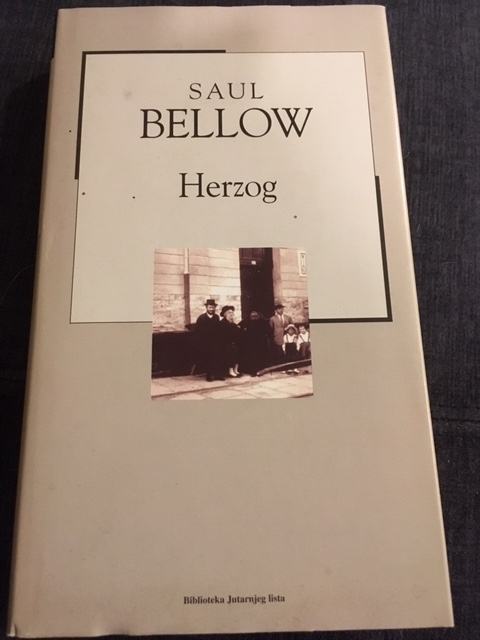 SAUL
BELLOW
Herzog
Biblioteka Jutarnjeg lista